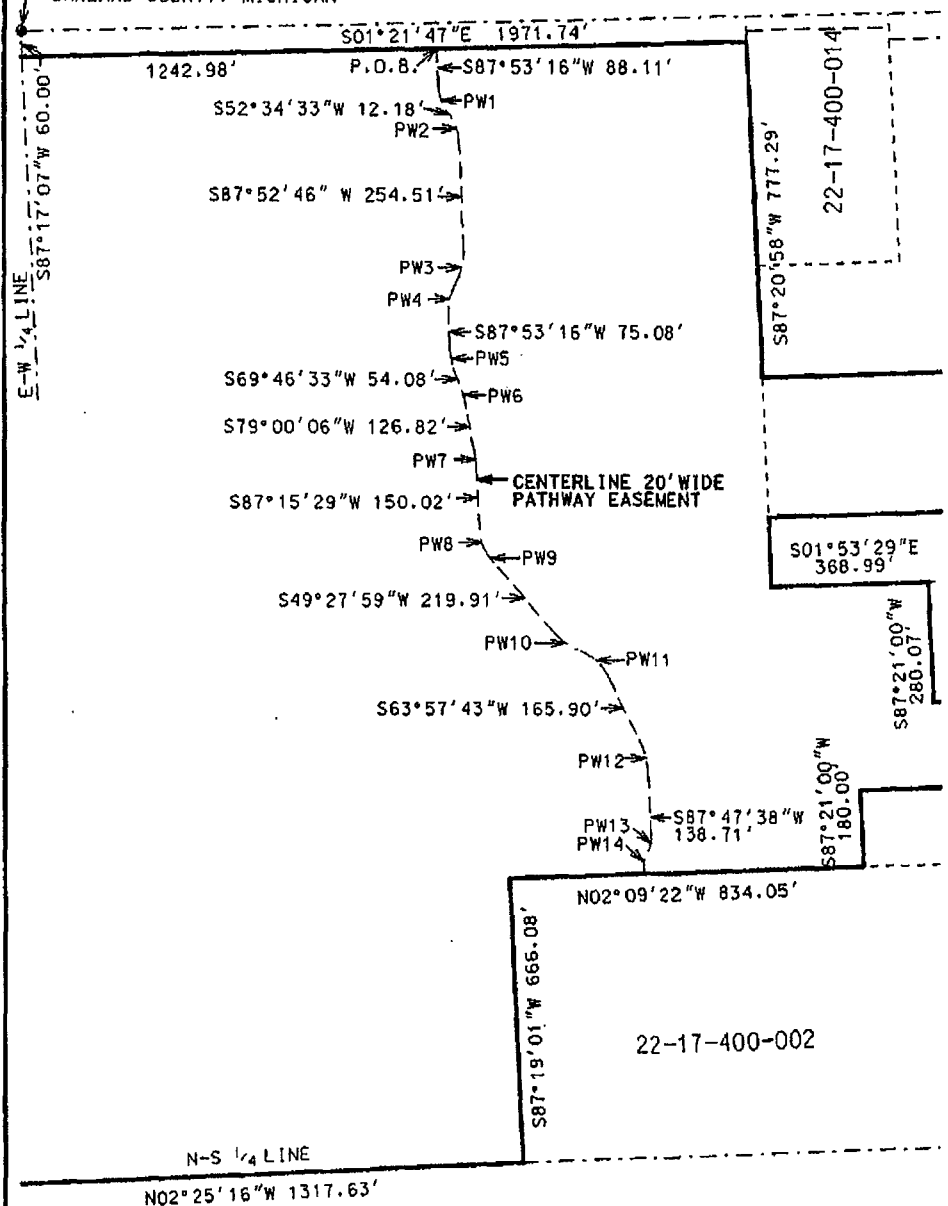 S01°21'47"E 1971.74'
1242.98'
P.O.B.
S87°53'16"W 88.11'
S87°17'07"W 60.00'
E-W 1/4 LINE
22-17-400-014
S87°20'58"W 777.29'
PW1
S52°34'33"W 12.18'
PW2
S87°52'46" W 254.51'
PW3
PW4
S87°53'16"W 75.08'
PW5
S69°46'33"W 54.08'
PW6
S79°00'06"W 126.82'
PW7
CENTERLINE 20'WIDE
PATHWAY EASEMENT
S87°15'29"W 150.02'
PW8
PW9
S01°53'29"E
368.99'
S49°27'59"W 219.91'
S87°21'00"W
280.07'
PW10
PW11
S63°57'43"W 165.90'
PW12
S87°21'00"W
180.00'
S87°47'38"W
138.71'
PW13
PW14
N02°09'22"W 834.05'
S87°19'01"W 666.08'
22-17-400-002
N-S 1/4 LINE
N02°25'16"W 1317.63'